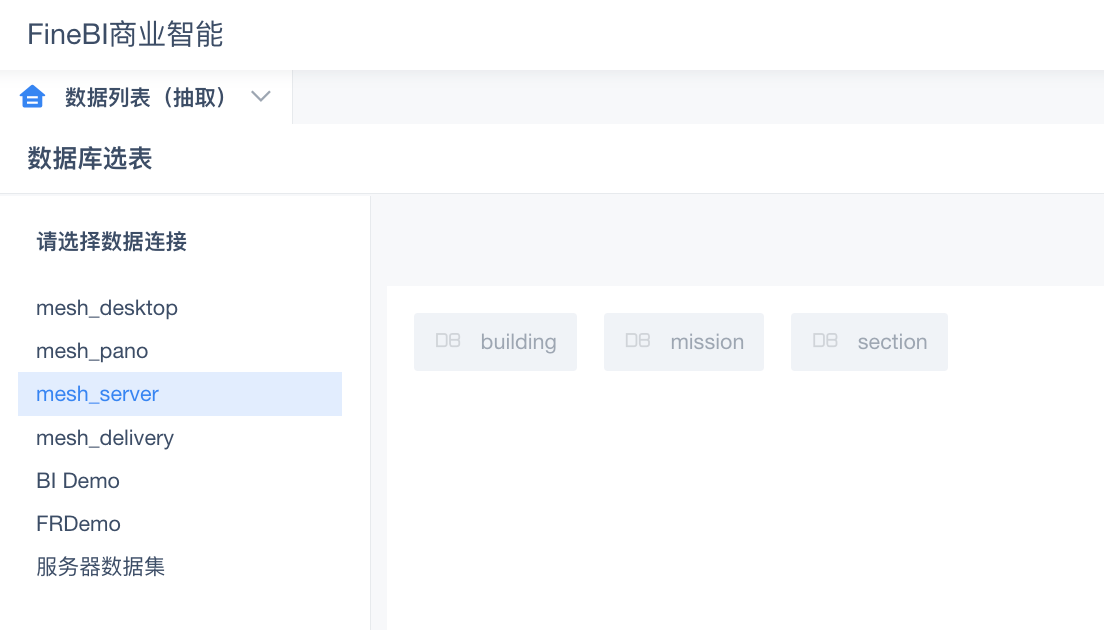 FineBI商业智能
数据列表（抽取）
数据库选表
请选择数据连接
mesh_desktop
mesh_pano
mesh_server
mesh_delivery
BI Demo
FRDemo
服务器数据集
DB building
DB mission
DB section